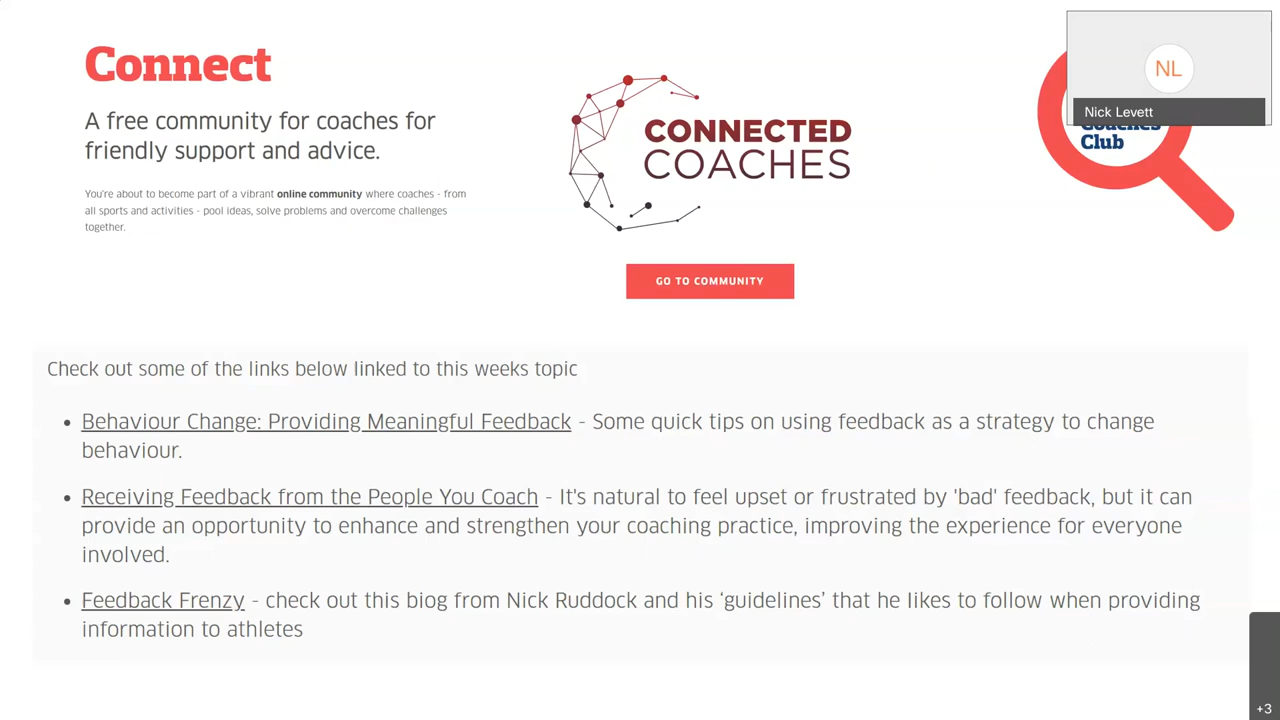 Connect
A free community for coaches for
friendly support and advice.
You're about to become part of a vibrant online community where coaches - from
all sports and activities - pool ideas, solve problems and overcome challenges
together.
CONNECTED
COACHES
GO TO COMMUNITY
NL
Nick Levett
Coaches
Club
Check out some of the links below linked to this weeks topic
• Behaviour Change: Providing Meaningful Feedback - Some quick tips on using feedback as a strategy to change
behaviour.
• Receiving Feedback from the People You Coach - It's natural to feel upset or frustrated by 'bad' feedback, but it can
provide an opportunity to enhance and strengthen your coaching practice, improving the experience for everyone
involved.
• Feedback Frenzy - check out this biog from Nick Ruddock and his ‘guidelines’ that he likes to follow when providing
information to athletes
+3